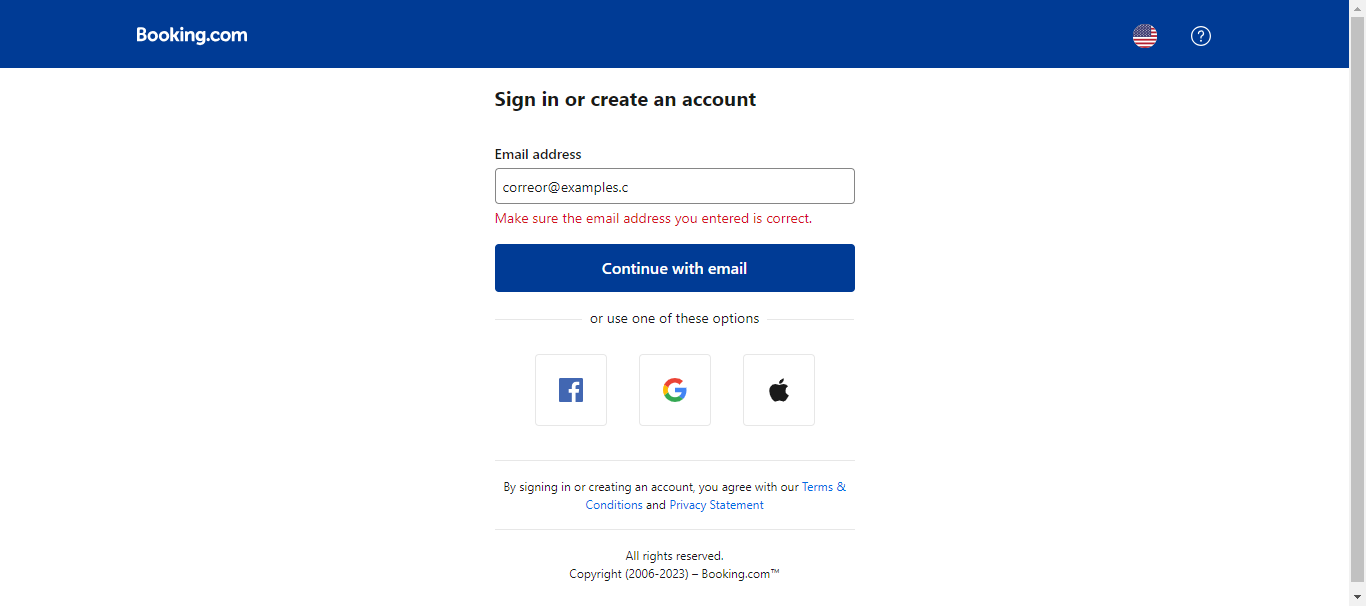 Booking.com
Sign in or create an account
Email address
correor@examples.c
Make sure the email address you entered is correct.
Continue with email
or use one of these options
By signing in or creating an account, you agree with our Terms &
Conditions and Privacy Statement
All rights reserved.
Copyright (2006-2023) – Booking.com™